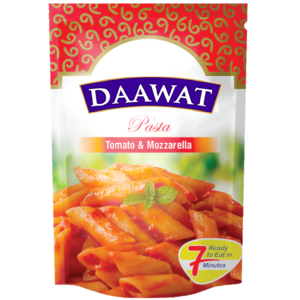 DAAWAT
Pasta
Tomato & Mozzarella
7
Ready
to Eat in
Minutes